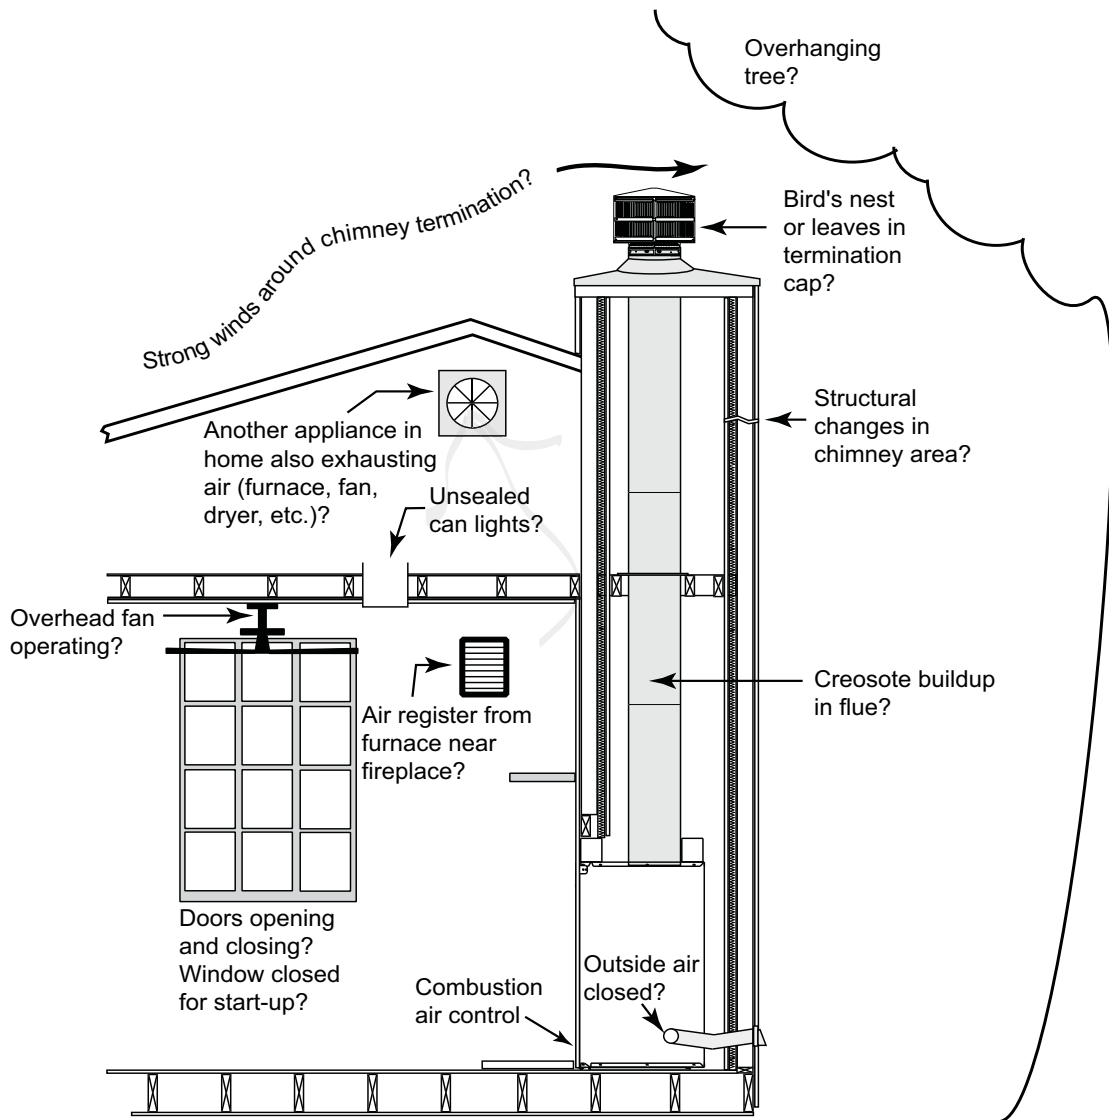 Overhanging
tree?
Strong winds around chimney termination?
Bird's nest
or leaves in
termination
cap?
Structural
changes in
chimney area?
Another appliance in
home also exhausting
air (furnace, fan,
dryer, etc.)?
Unsealed
can lights?
Overhead fan
operating?
Air register from
furnace near
fireplace?
Creosote buildup
in flue?
Doors opening
and closing?
Window closed
for start-up?
Combustion
air control
Outside air
closed?